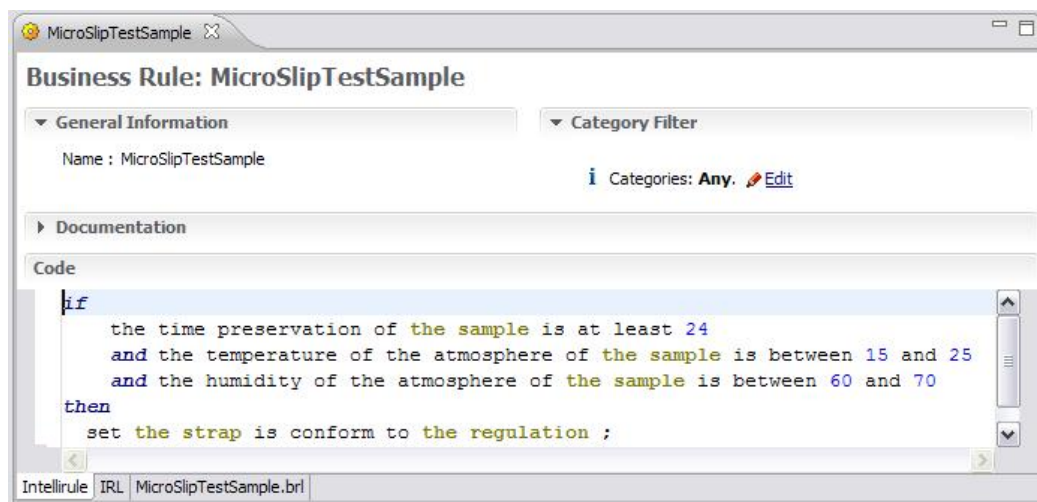 MicroSlipTestSample
Business Rule: MicroSlipTestSample
General Information
Category Filter
Name : MicroSlipTestSample
i Categories: Any. Edit
Documentation
Code
if
the time preservation of the sample is at least 24
and the temperature of the atmosphere of the sample is between 15 and 25
and the humidity of the atmosphere of the sample is between 60 and 70
then
set the strap is conform to the regulation ;
Intellirule IRL MicroSlipTestSample.brl